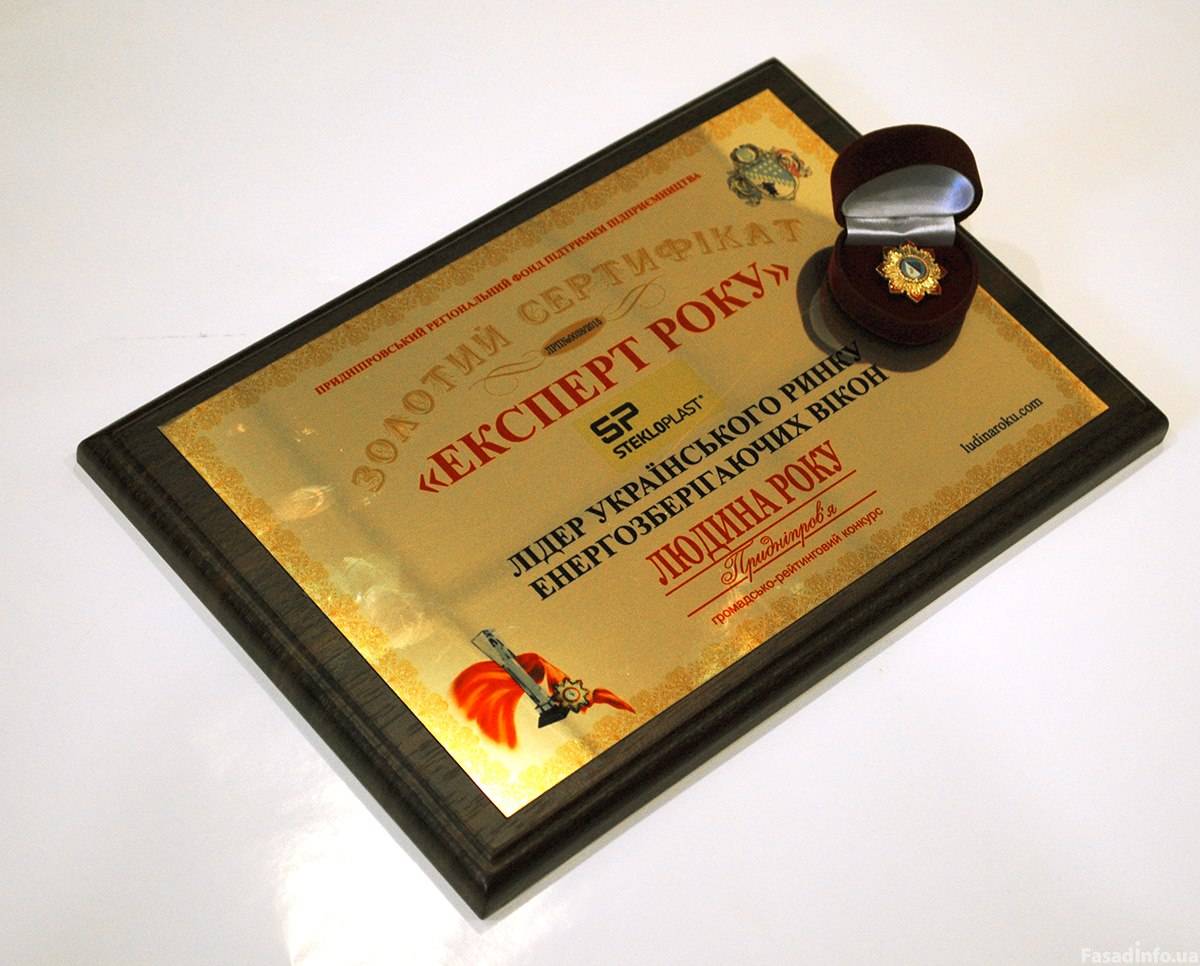 ПРИДНІПРОВСЬКИЙ РЕГІОНАЛЬНИЙ ФОНД ПІДТРИМКИ ПІДПРИЄМНИЦТВА
ЗОЛОТИЙ СЕРТИФІКАТ
«ЕКСПЕРТ РОКУ»
SP
STEKLOPLAST®
ЛІДЕР УКРАЇНСЬКОГО РИНКУ
ЕНЕРГОЗБЕРІГАЮЧИХ ВІКОН
ЛЮДИНА РОКУ
Придніпров'я
громадсько-рейтинговий конкурс
ludinaroku.com
FasadInfo.ua